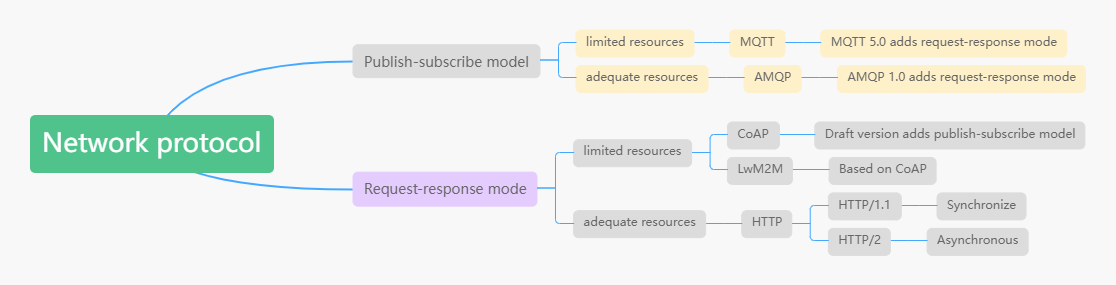 Network protocol
Publish-subscribe model
limited resources
MQTT
MQTT 5.0 adds request-response mode
adequate resources
AMQP
AMQP 1.0 adds request-response mode
Request-response mode
limited resources
CoAP
Draft version adds publish-subscribe model
LwM2M
Based on CoAP
adequate resources
HTTP
HTTP/1.1
Synchronize
HTTP/2
Asynchronous